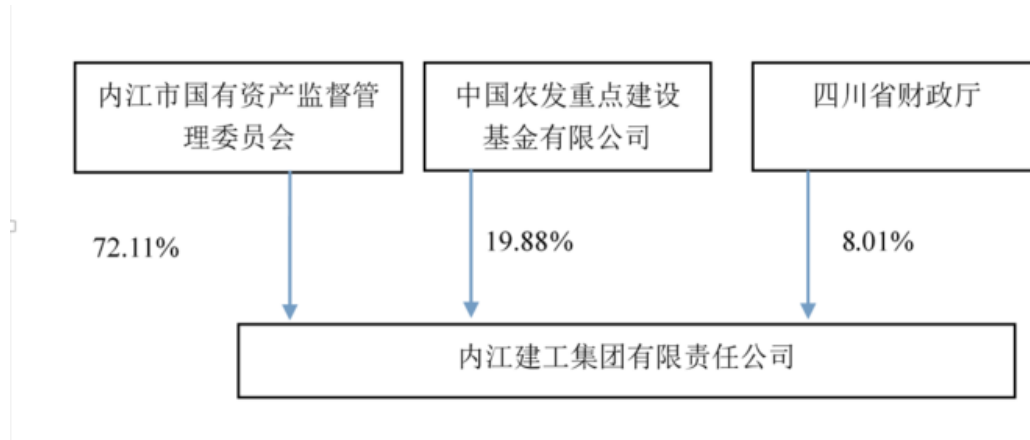 内江市国有资产监督管
理委员会
中国农发重点建设
基金有限公司
四川省财政厅
72.11%
19.88%
8.01%
内江建工集团有限责任公司